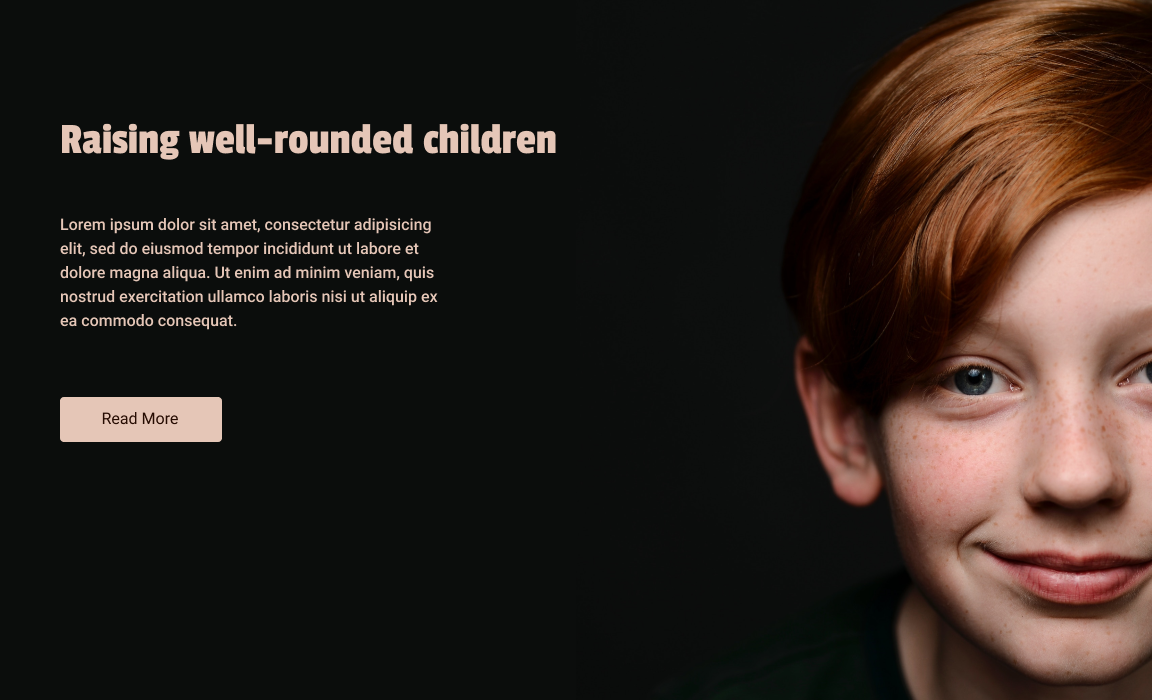 Raising well-rounded children
Lorem ipsum dolor sit amet, consectetur adipisicing
elit, sed do eiusmod tempor incididunt ut labore et
dolore magna aliqua. Ut enim ad minim veniam, quis
nostrud exercitation ullamco laboris nisi ut aliquip ex
ea commodo consequat.
Read More